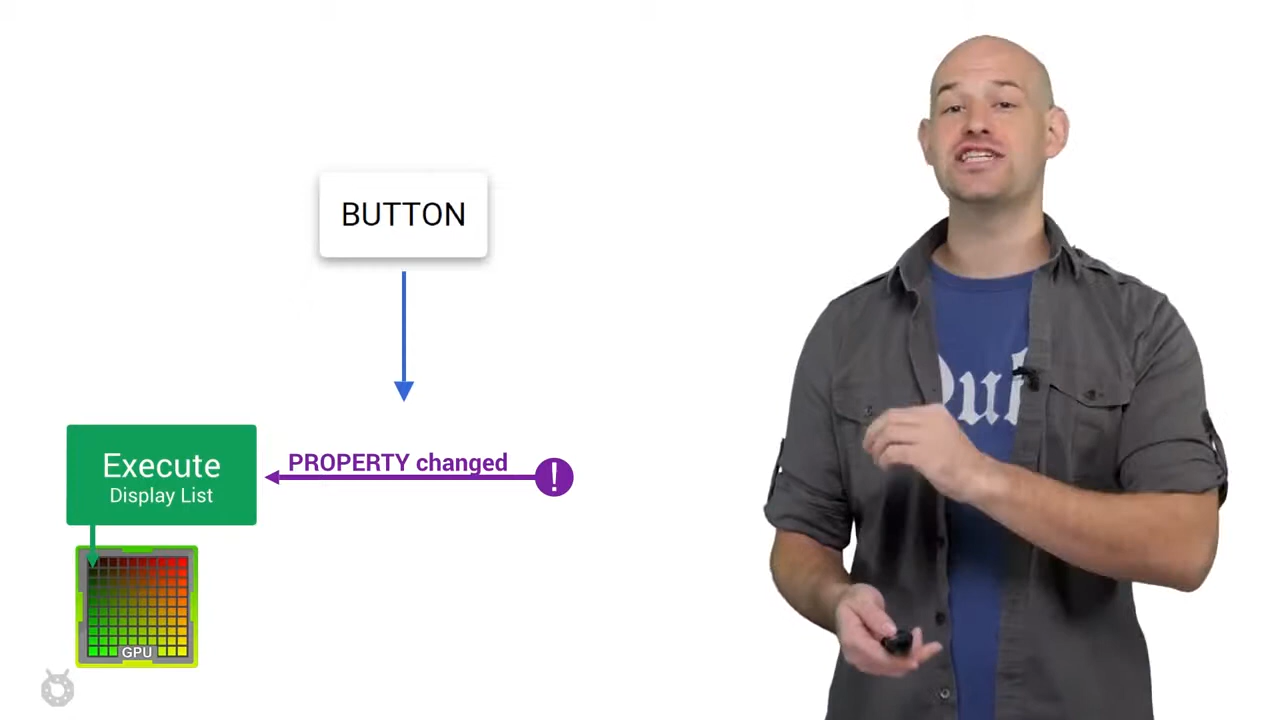 BUTTON
PROPERTY changed
!
Execute
Display List
GPU